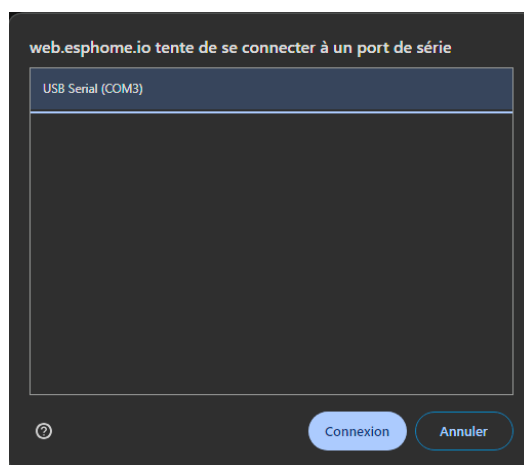 web.esphome.io tente de se connecter à un port de série
USB Serial (COM3)
Connexion
Annuler